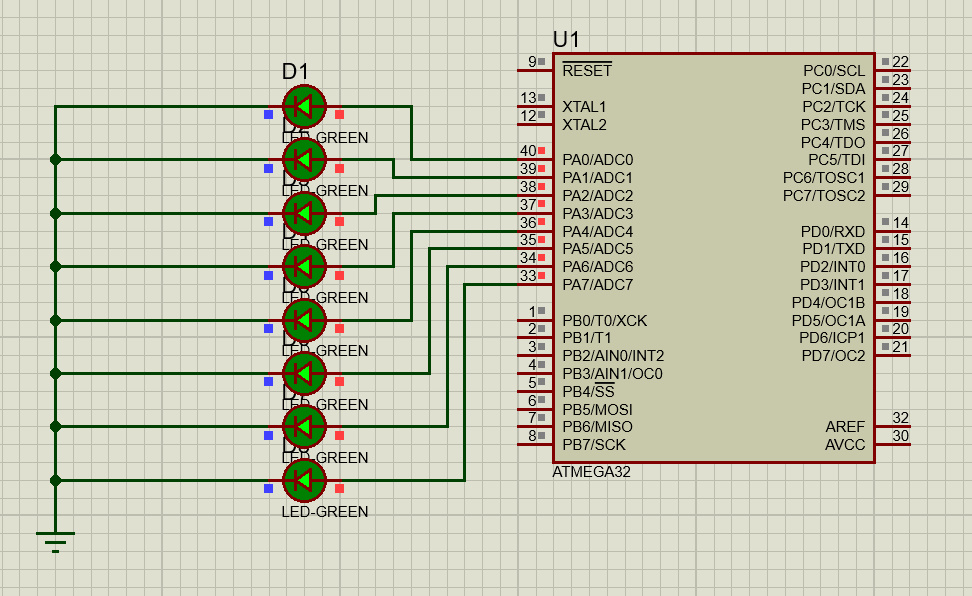 U1
D1
LED-GREEN
LED-GREEN
LED-GREEN
LED-GREEN
LED-GREEN
LED-GREEN
LED-GREEN
LED-GREEN
9 RESET
13 XTAL1
12 XTAL2
40 PA0/ADC0
39 PA1/ADC1
38 PA2/ADC2
37 PA3/ADC3
36 PA4/ADC4
35 PA5/ADC5
34 PA6/ADC6
33 PA7/ADC7
1 PB0/T0/XCK
2 PB1/T1
3 PB2/AIN0/INT2
4 PB3/AIN1/OC0
5 PB4/SS
6 PB5/MOSI
7 PB6/MISO
8 PB7/SCK
PC0/SCL 22
PC1/SDA 23
PC2/TCK 24
PC3/TMS 25
PC4/TDO 26
PC5/TDI 27
PC6/TOSC1 28
PC7/TOSC2 29
PD0/RXD 14
PD1/TXD 15
PD2/INT0 16
PD3/INT1 17
PD4/OC1B 18
PD5/OC1A 19
PD6/ICP1 20
PD7/OC2 21
AREF 32
AVCC 30
ATMEGA32